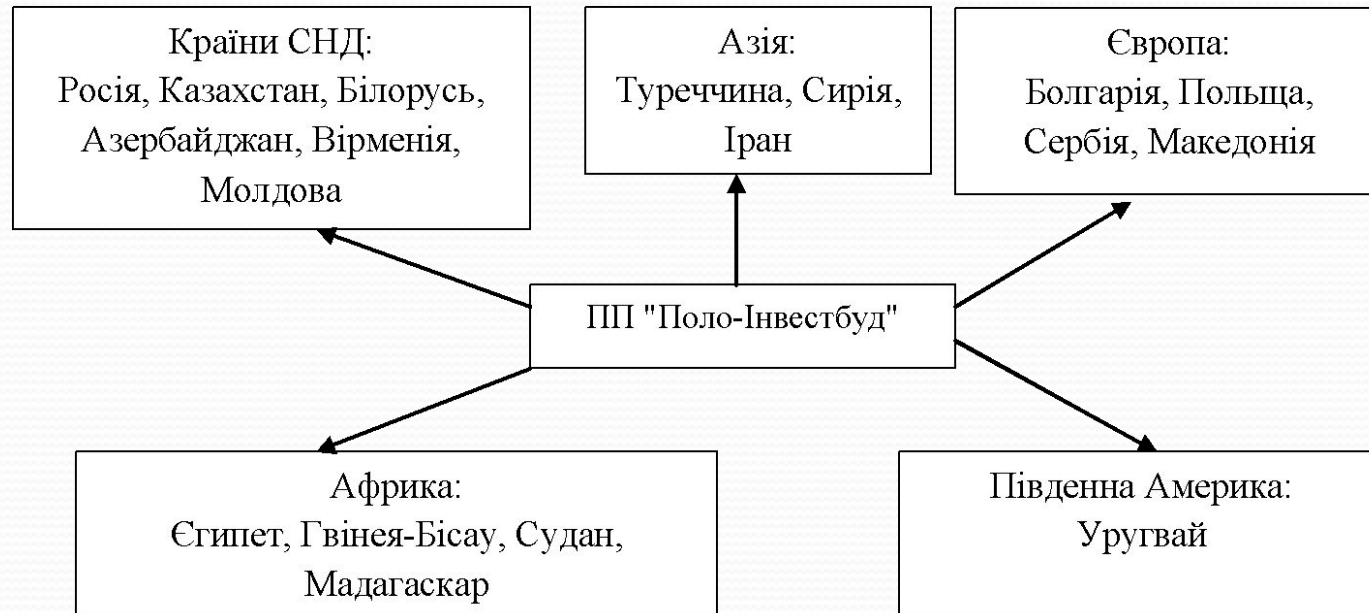 Країни СНД:
Росія, Казахстан, Білорусь,
Азербайджан, Вірменія,
Молдова
Азія:
Туреччина, Сирія,
Іран
Європа:
Болгарія, Польща,
Сербія, Македонія
ПП "Поло-Інвестбуд"
Африка:
Єгипет, Гвінея-Бісау, Судан,
Мадагаскар
Південна Америка:
Уругвай